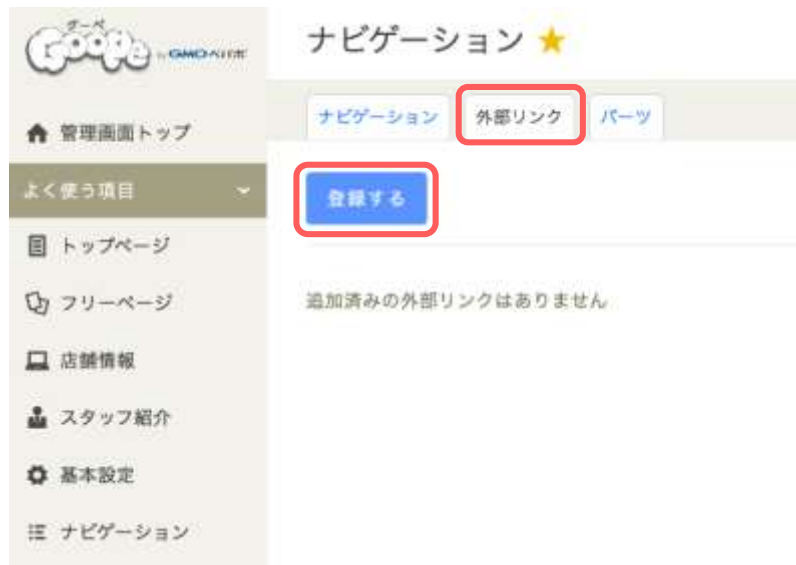 グーペ
Goope by GMOペパボ
ナビゲーション
ナビゲーション 外部リンク パーツ
管理画面トップ
よく使う項目
登録する
トップページ
フリーページ
追加済みの外部リンクはありません
店舗情報
スタッフ紹介
基本設定
ナビゲーション